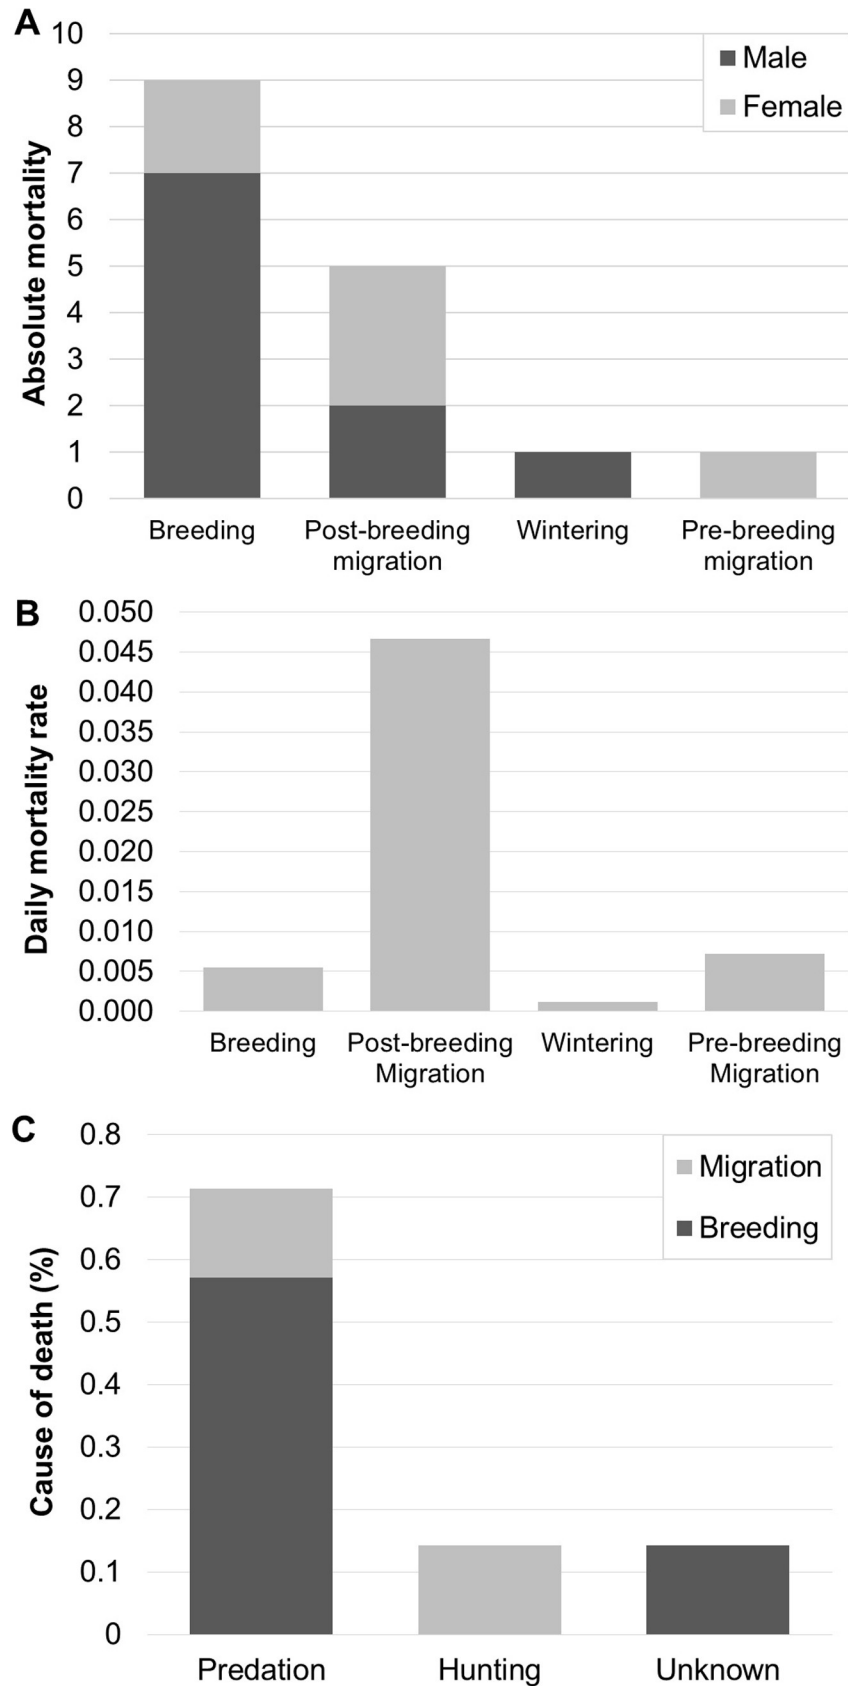 A
Absolute mortality
10
9
8
7
6
5
4
3
2
1
0
Male
Female
Breeding
Post-breeding
migration
Wintering
Pre-breeding
migration
B
Daily mortality rate
0.050
0.045
0.040
0.035
0.030
0.025
0.020
0.015
0.010
0.005
0.000
Breeding
Post-breeding
Migration
Wintering
Pre-breeding
Migration
C
Cause of death (%)
0.8
0.7
0.6
0.5
0.4
0.3
0.2
0.1
0
Migration
Breeding
Predation
Hunting
Unknown